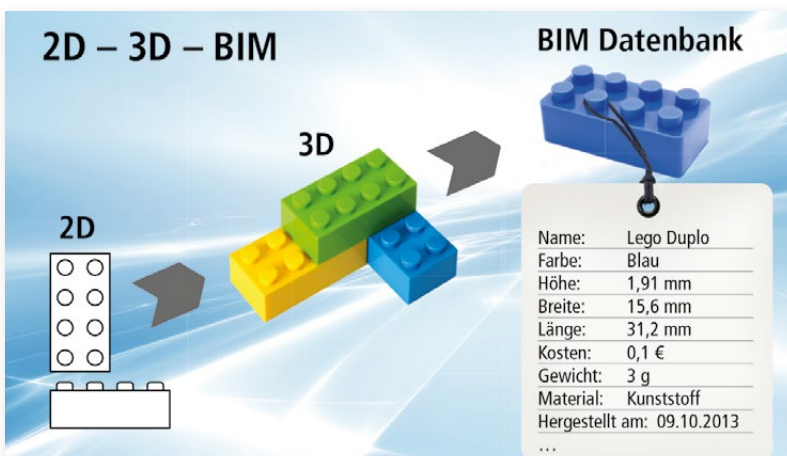 2D – 3D – BIM
BIM Datenbank
3D
2D
Name: Lego Duplo
Farbe: Blau
Höhe: 1,91 mm
Breite: 15,6 mm
Länge: 31,2 mm
Kosten: 0,1 €
Gewicht: 3 g
Material: Kunststoff
Hergestellt am: 09.10.2013
...